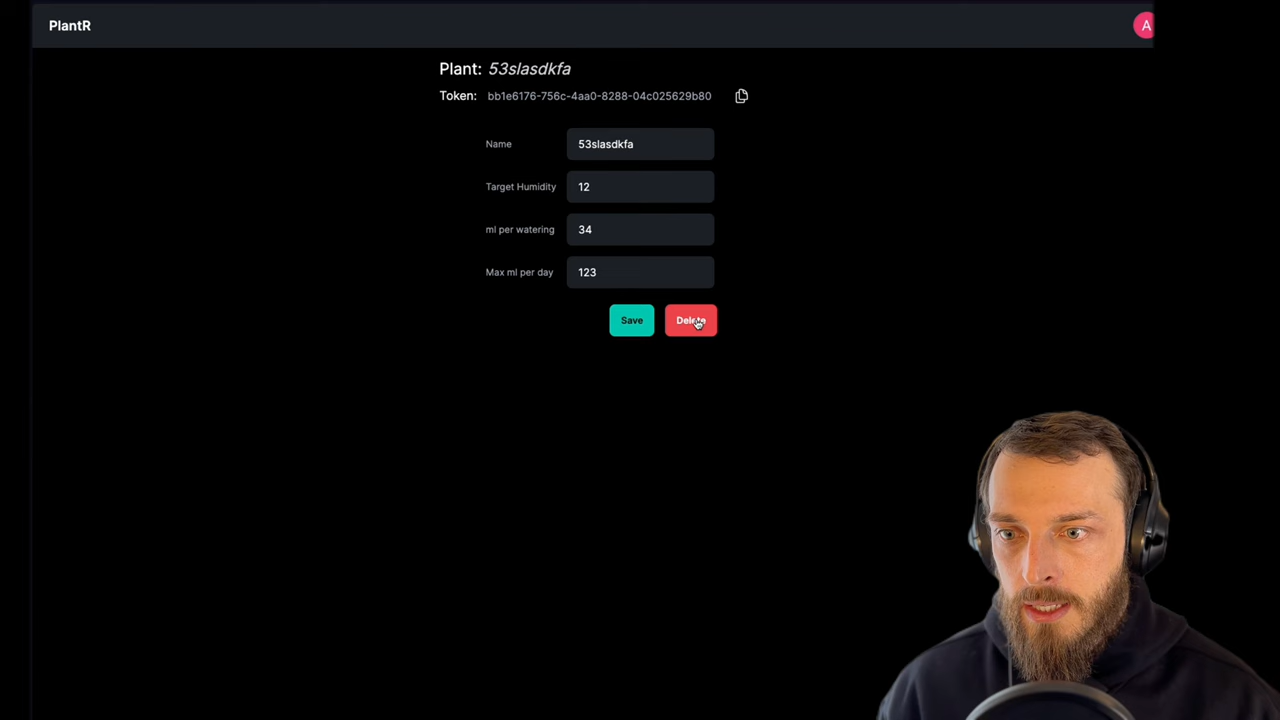 PlantR
A
Plant: 53slasdkfa
Token: bb1e6176-756c-4aa0-8288-04c025629b80
Name 53slasdkfa
Target Humidity 12
ml per watering 34
Max ml per day 123
Save Delete